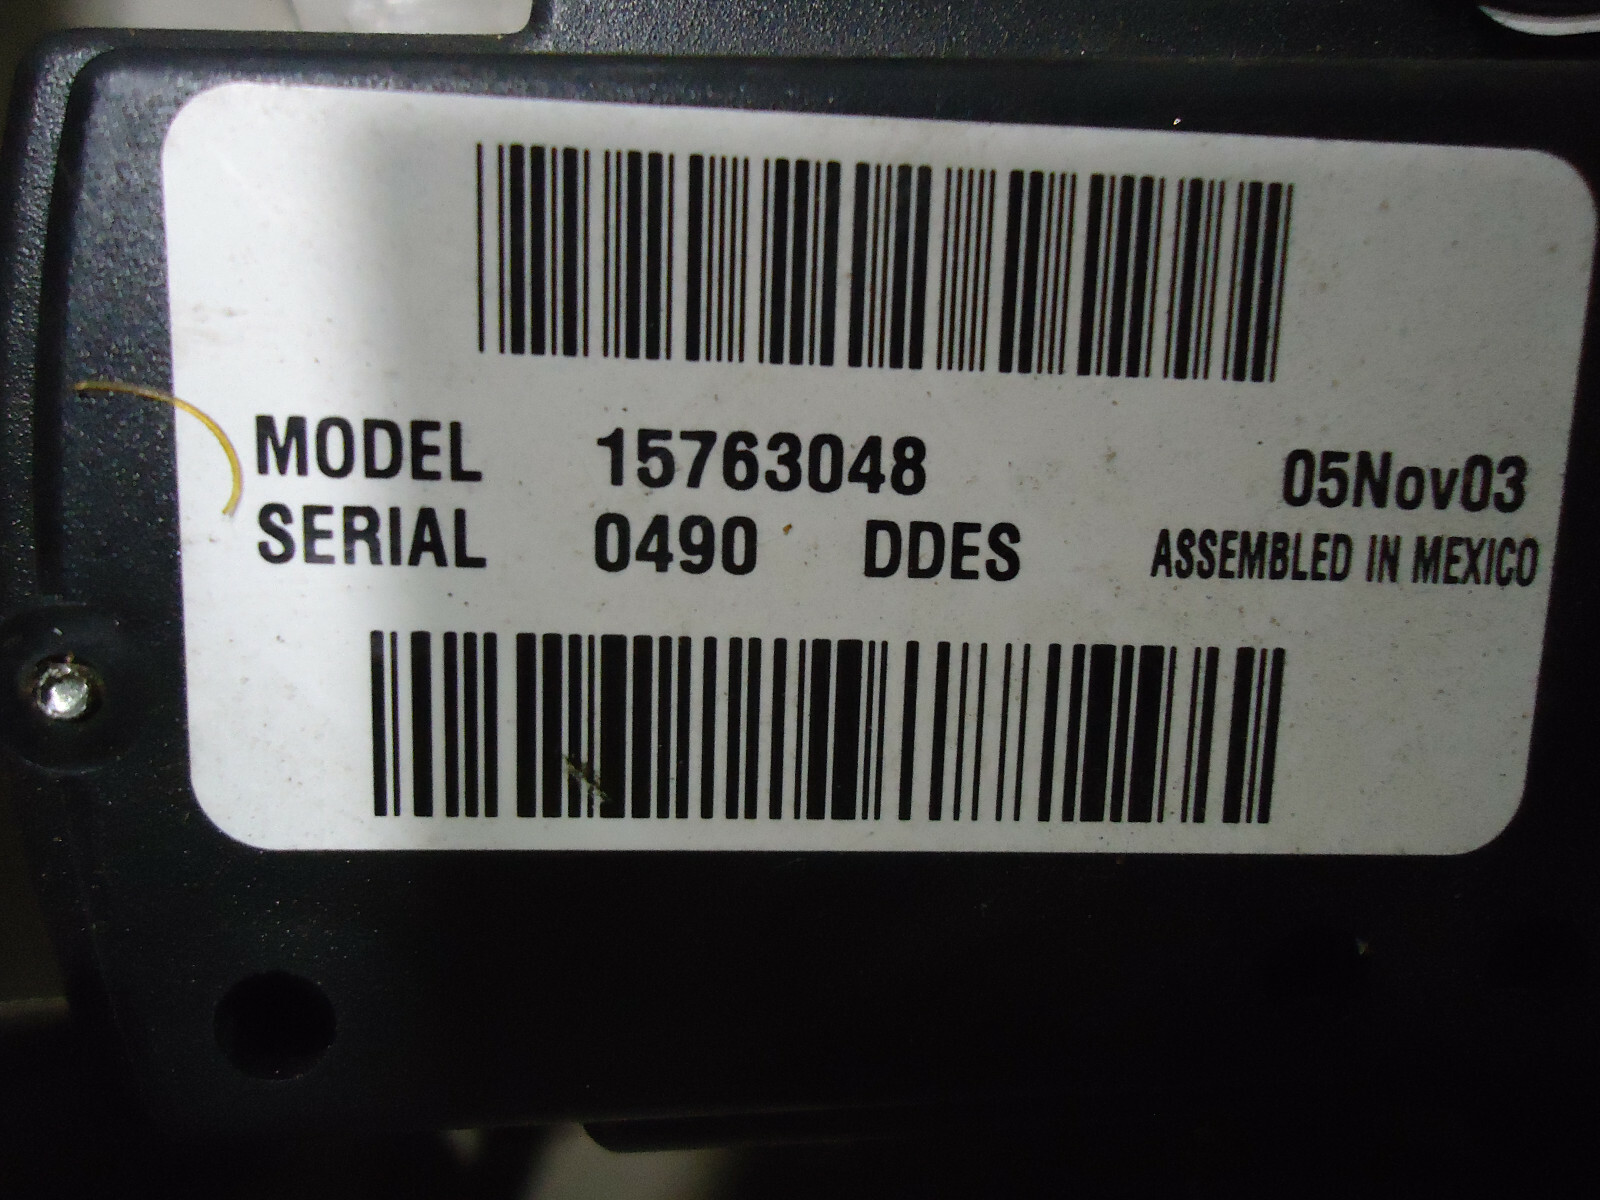 MODEL 15763048 05Nov03
SERIAL 0490 DDES ASSEMBLED IN MEXICO